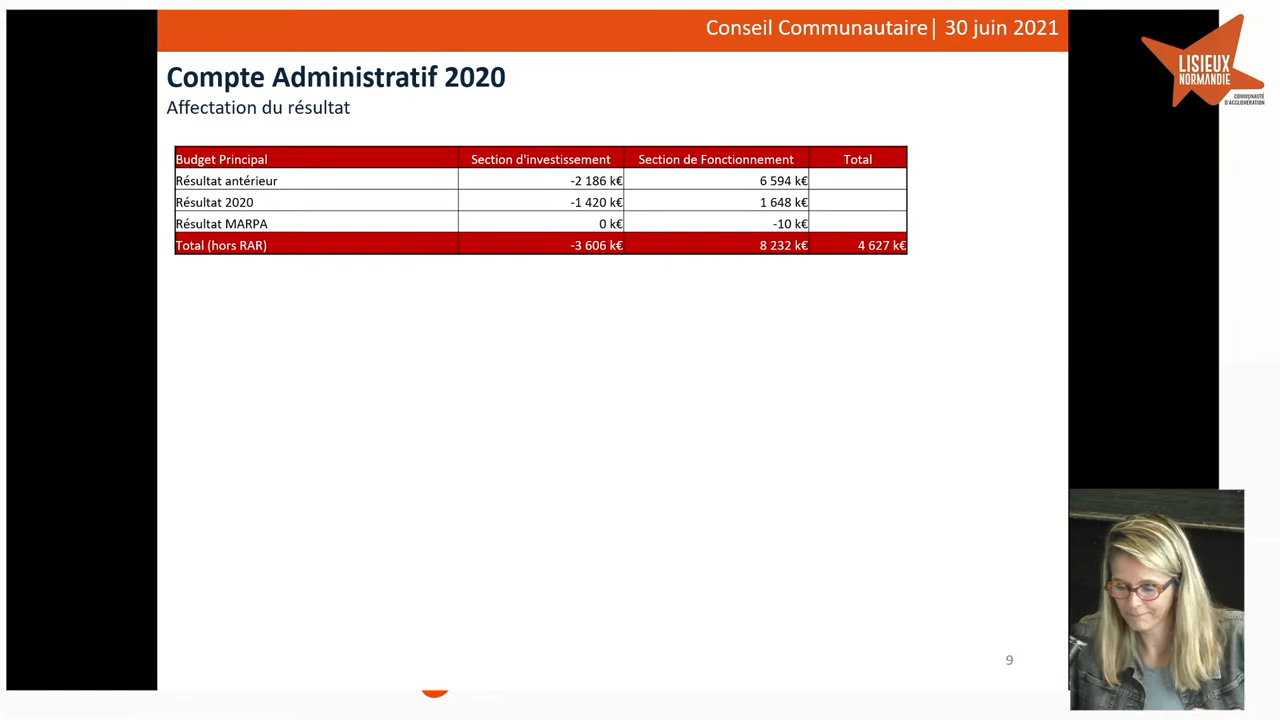 Conseil Communautaire| 30 juin 2021
LISIEUX
NORMANDIE
COMMUNAUTÉ
D'AGGLOMÉRATION
Compte Administratif 2020
Affectation du résultat
Budget Principal Section d'investissement Section de Fonctionnement Total
Résultat antérieur -2 186 k€ 6 594 k€
Résultat 2020 -1 420 k€ 1 648 k€
Résultat MARPA 0 k€ -10 k€
Total (hors RAR) -3 606 k€ 8 232 k€ 4 627 k€
9